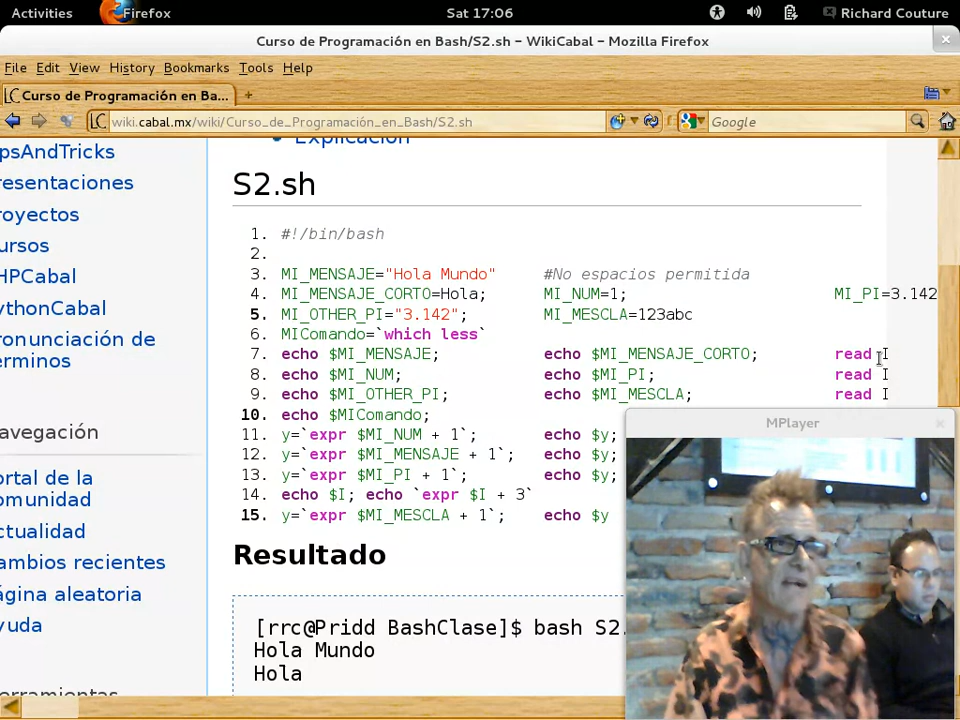 Activities Firefox Sat 17:06 Richard Couture
Curso de Programación en Bash/S2.sh – WikiCabal – Mozilla Firefox
File Edit View History Bookmarks Tools Help
Curso de Programación en Ba...
wiki.cabal.mx/wiki/Curso_de_Programación_en_Bash/S2.sh Google
psAndTricks
resentaciones
royectos
ursos
HPCabal
ythonCabal
ronunciación de
erminos
avegación
ortal de la
omunidad
ctualidad
ambios recientes
ágina aleatoria
yuda
erramientas
Explicación
S2.sh
1. #!/bin/bash
2.
3. MI_MENSAJE="Hola Mundo" #No espacios permitida
4. MI_MENSAJE_CORTO=Hola; MI_NUM=1; MI_PI=3.142
5. MI_OTHER_PI="3.142"; MI_MESCLA=123abc
6. MIComando=`which less`
7. echo $MI_MENSAJE; echo $MI_MENSAJE_CORTO; read I
8. echo $MI_NUM; echo $MI_PI; read I
9. echo $MI_OTHER_PI; echo $MI_MESCLA; read I
10. echo $MIComando;
11. y=`expr $MI_NUM + 1`; echo $y;
12. y=`expr $MI_MENSAJE + 1`; echo $y;
13. y=`expr $MI_PI + 1`; echo $y;
14. echo $I; echo `expr $I + 3`
15. y=`expr $MI_MESCLA + 1`; echo $y
Resultado
[rrc@Pridd BashClase]$ bash S2.
Hola Mundo
Hola
MPlayer